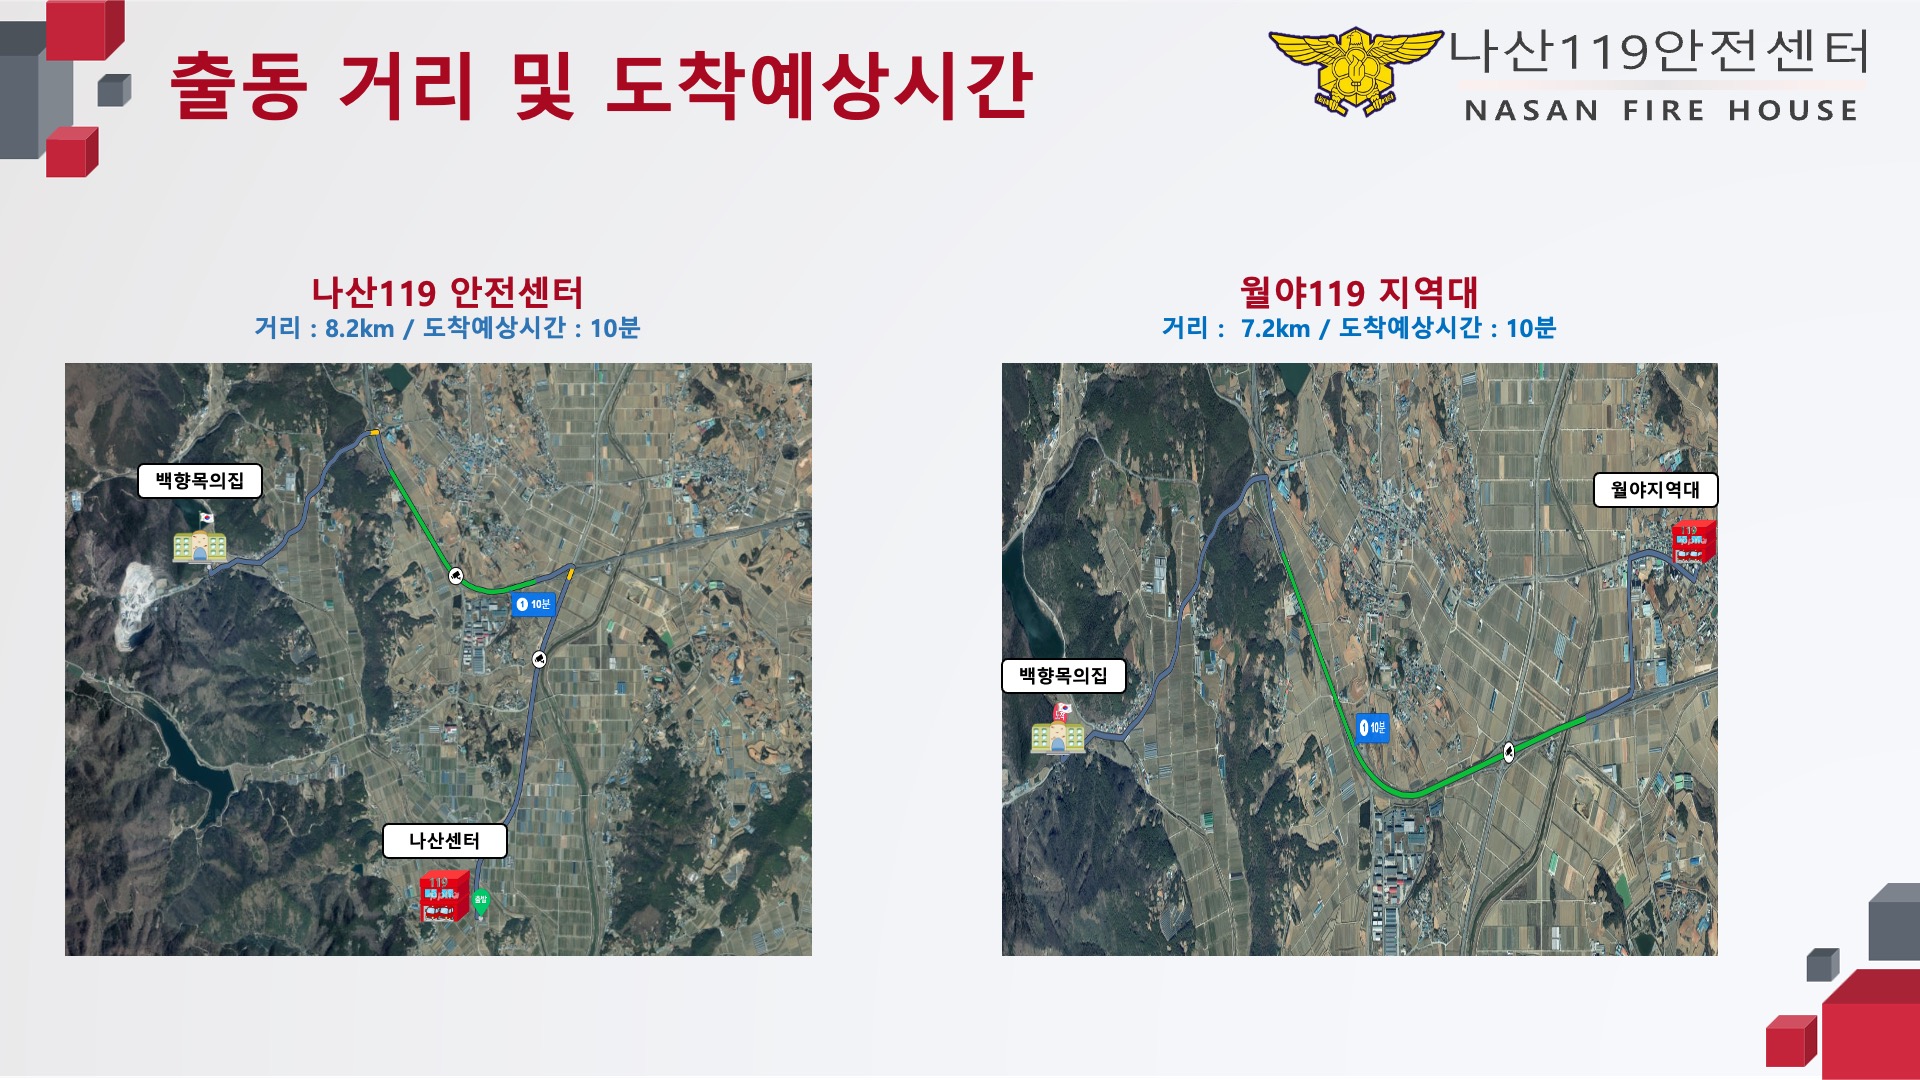 출동 거리 및 도착예상시간
나산119안전센터
NASAN FIRE HOUSE
나산119 안전센터
거리 : 8.2km / 도착예상시간 : 10분
백향목의집
1 10분
나산센터
119
출발
월야119 지역대
거리 : 7.2km / 도착예상시간 : 10분
월야지역대
119
백향목의집
1 10분